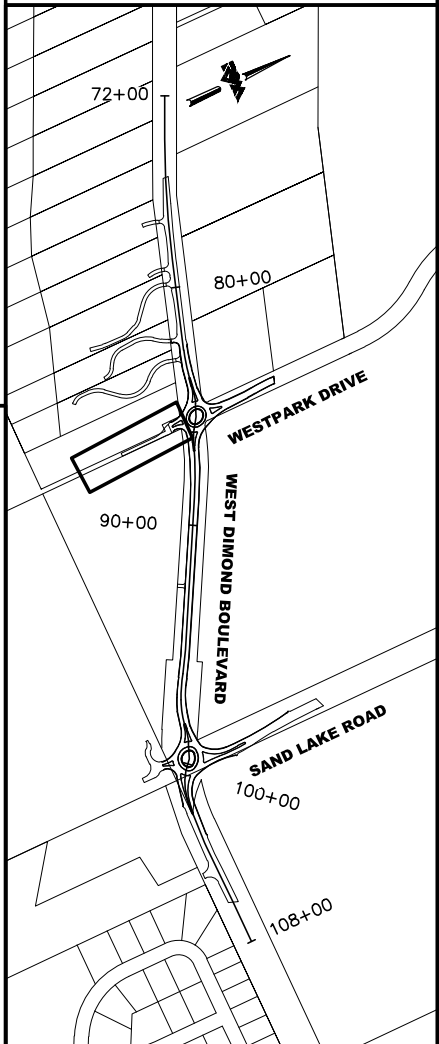 72+00
80+00
WESTPARK DRIVE
WEST DIMOND BOULEVARD
90+00
SAND LAKE ROAD
100+00
108+00